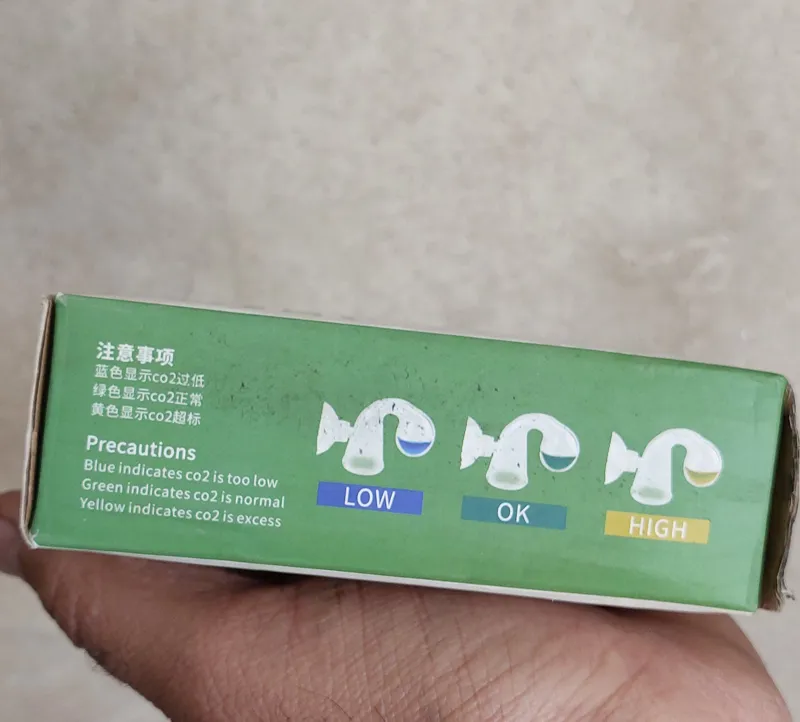 注意事项
蓝色显示co2过低
绿色显示co2正常
黄色显示co2超标
Precautions
Blue indicates co2 is too low
Green indicates co2 is normal
Yellow indicates co2 is excess
LOW
OK
HIGH